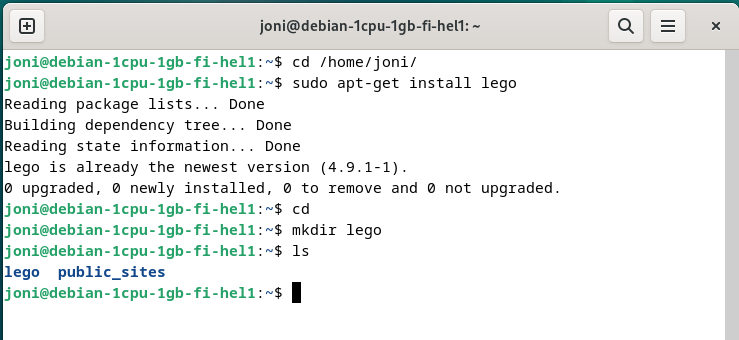 joni@debian-1cpu-1gb-fi-hel1: ~
joni@debian-1cpu-1gb-fi-hel1:~$ cd /home/joni/
joni@debian-1cpu-1gb-fi-hel1:~$ sudo apt-get install lego
Reading package lists... Done
Building dependency tree... Done
Reading state information... Done
lego is already the newest version (4.9.1-1).
0 upgraded, 0 newly installed, 0 to remove and 0 not upgraded.
joni@debian-1cpu-1gb-fi-hel1:~$ cd
joni@debian-1cpu-1gb-fi-hel1:~$ mkdir lego
joni@debian-1cpu-1gb-fi-hel1:~$ ls
lego  public_sites
joni@debian-1cpu-1gb-fi-hel1:~$